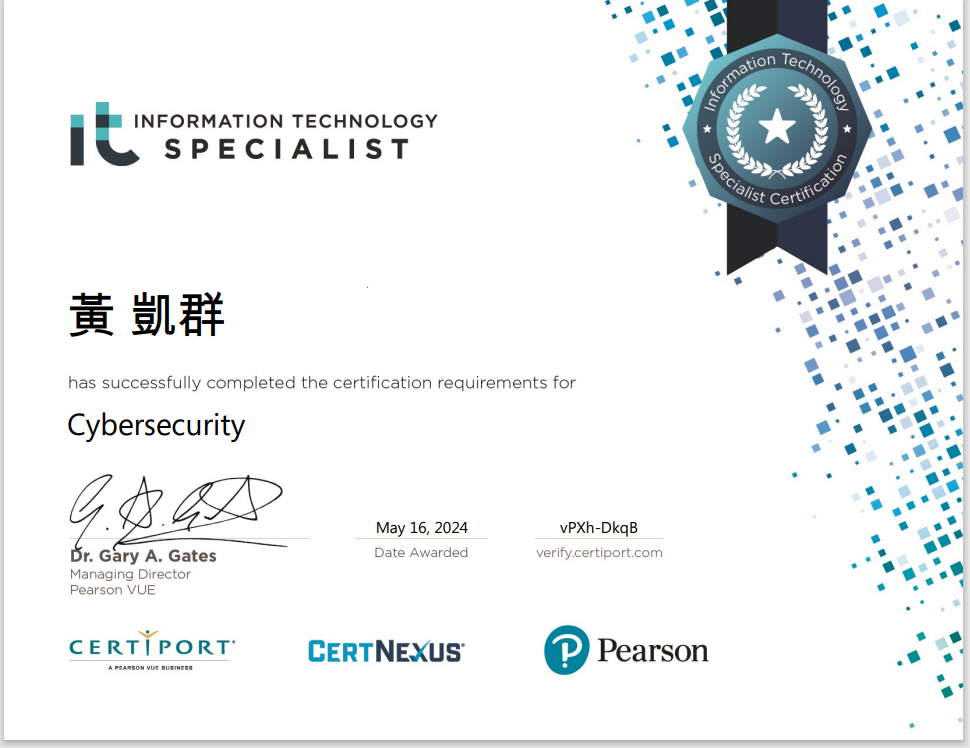 it INFORMATION TECHNOLOGY
SPECIALIST
Information Technology
Specialist Certification
黃 凱群
has successfully completed the certification requirements for
Cybersecurity
May 16, 2024
vPXh-DkqB
Dr. Gary A. Gates
Date Awarded
verify.certiport.com
Managing Director
Pearson VUE
CERTIPORT®
A PEARSON VUE BUSINESS
CERTNEXUS®
P Pearson